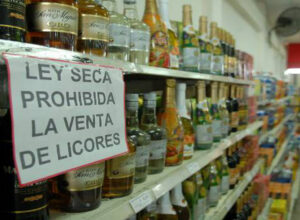 LEY SECA
PROHIBIDA
LA VENTA
DE LICORES